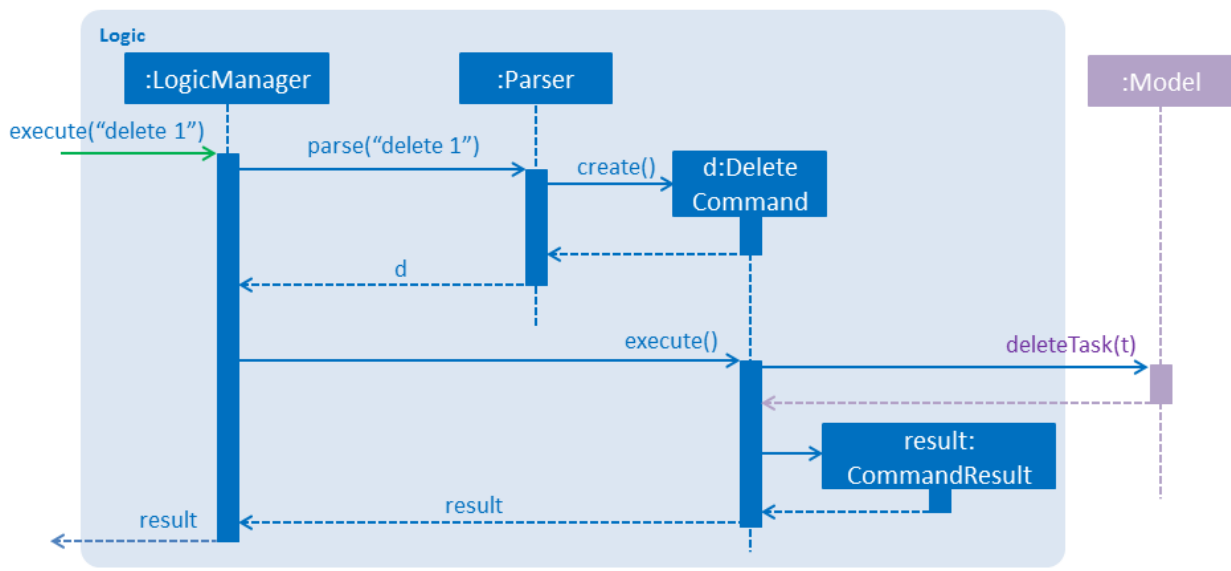 Logic
:LogicManager
:Parser
:Model
execute(“delete 1”)
parse(“delete 1”)
create()
d:Delete
Command
d
execute()
deleteTask(t)
result:
CommandResult
result
result